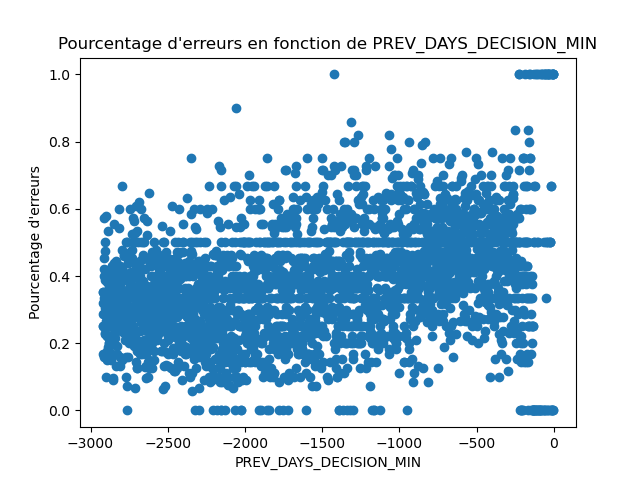 Pourcentage d'erreurs en fonction de PREV_DAYS_DECISION_MIN
1.0
0.8
0.6
0.4
0.2
0.0
Pourcentage d'erreurs
−3000 −2500 −2000 −1500 −1000 −500 0
PREV_DAYS_DECISION_MIN